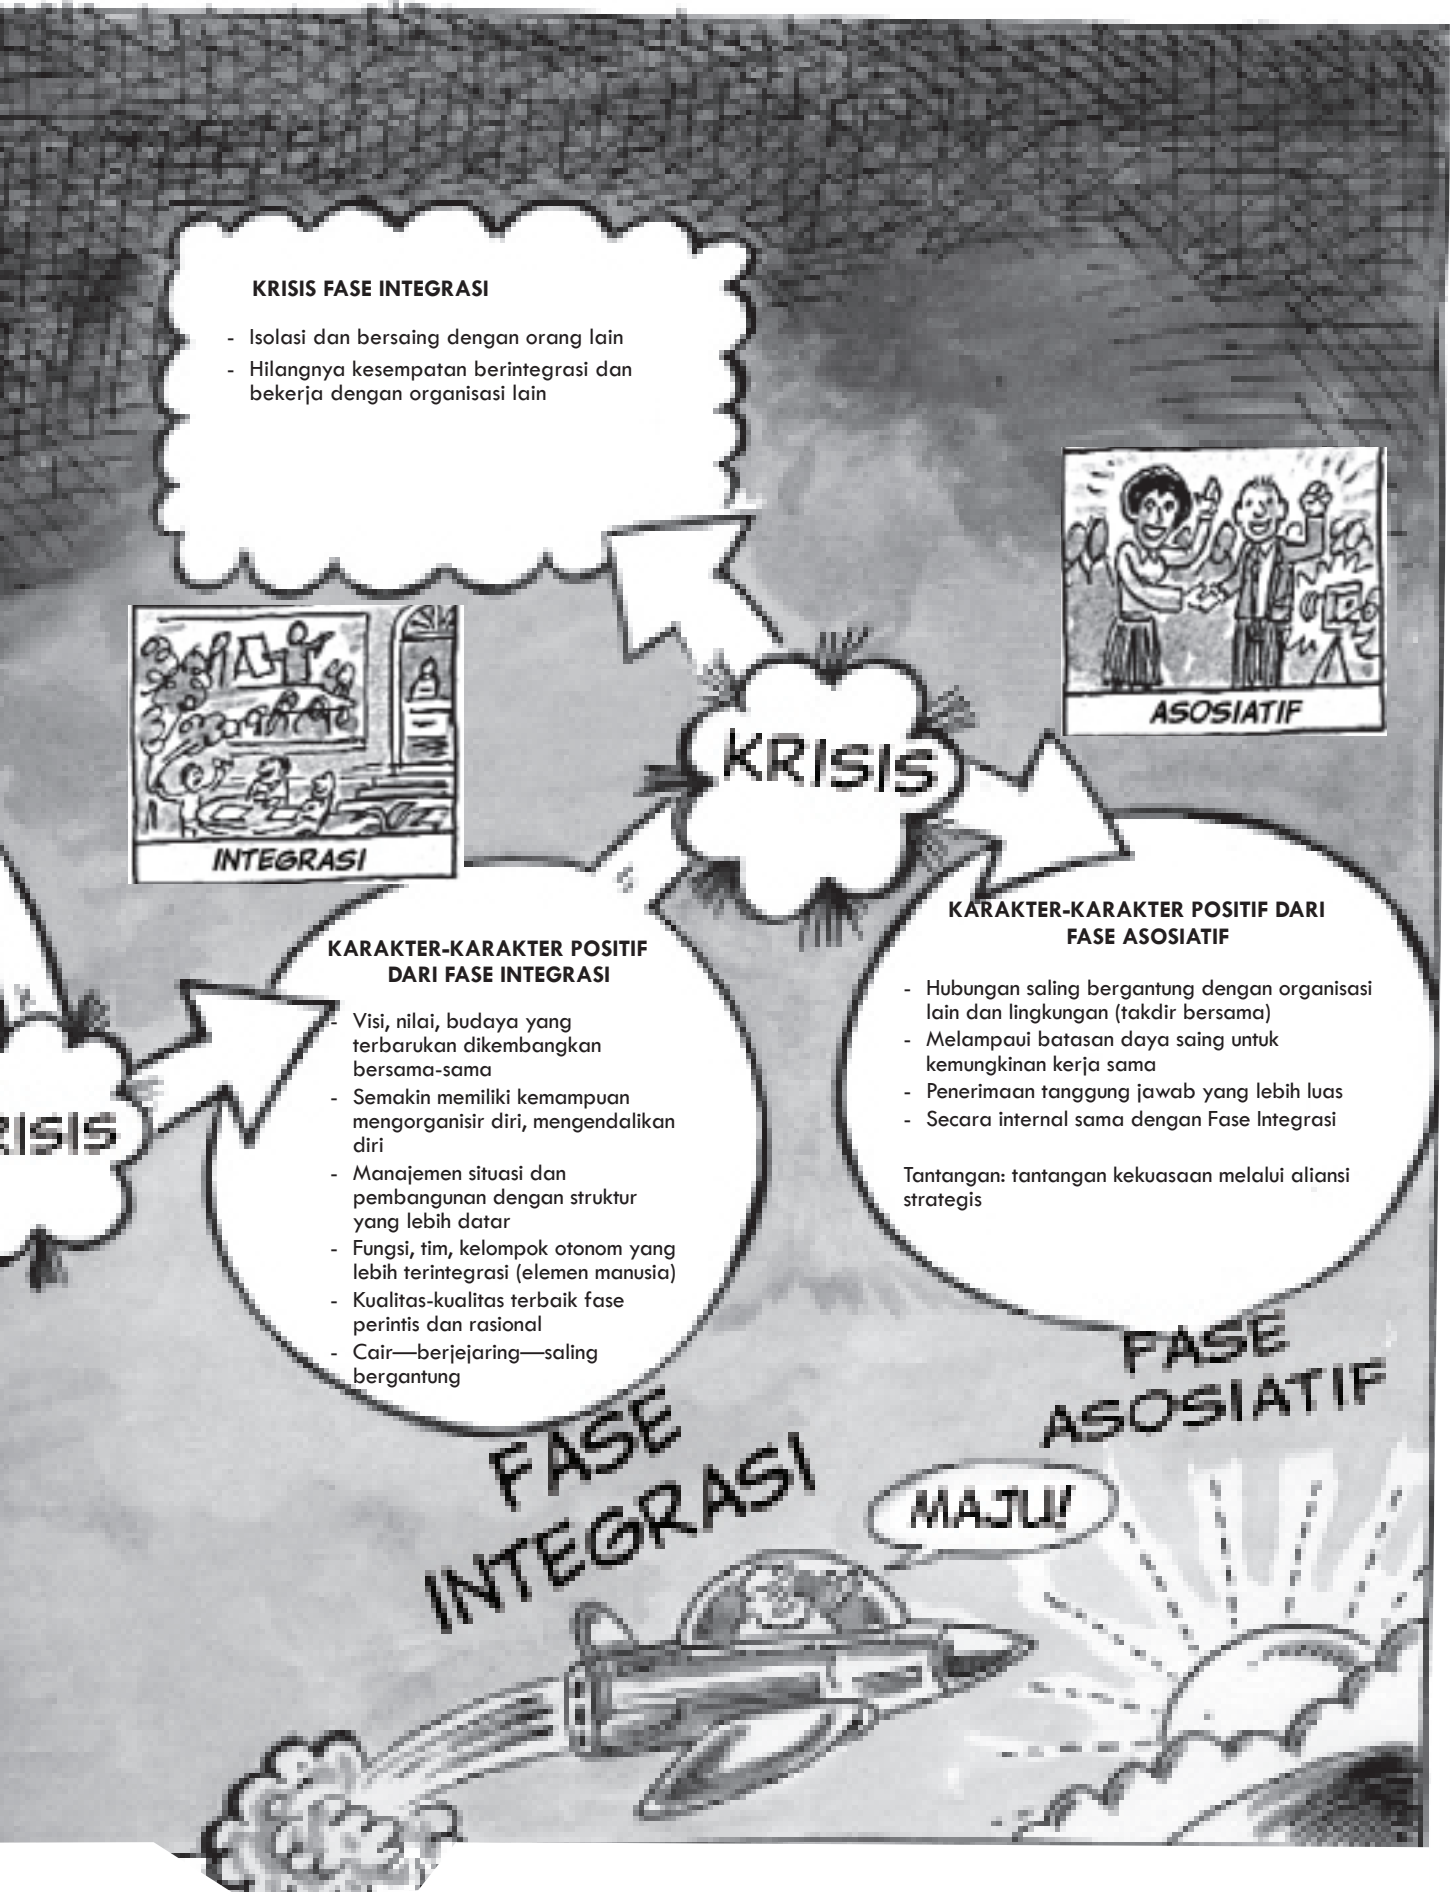 KRISIS FASE INTEGRASI
- Isolasi dan bersaing dengan orang lain
- Hilangnya kesempatan berintegrasi dan
bekerja dengan organisasi lain
INTEGRASI
ASOSIATIF
KRISIS
RISIS
KARAKTER-KARAKTER POSITIF
DARI FASE INTEGRASI
- Visi, nilai, budaya yang
terbarukan dikembangkan
bersama-sama
- Semakin memiliki kemampuan
mengorganisir diri, mengendalikan
diri
- Manajemen situasi dan
pembangunan dengan struktur
yang lebih datar
- Fungsi, tim, kelompok otonom yang
lebih terintegrasi (elemen manusia)
- Kualitas-kualitas terbaik fase
perintis dan rasional
- Cair—berjejaring—saling
bergantung
KARAKTER-KARAKTER POSITIF DARI
FASE ASOSIATIF
- Hubungan saling bergantung dengan organisasi
lain dan lingkungan (takdir bersama)
- Melampaui batasan daya saing untuk
kemungkinan kerja sama
- Penerimaan tanggung jawab yang lebih luas
- Secara internal sama dengan Fase Integrasi
Tantangan: tantangan kekuasaan melalui aliansi
strategis
FASE
INTEGRASI
FASE
ASOSIATIF
MAJU!